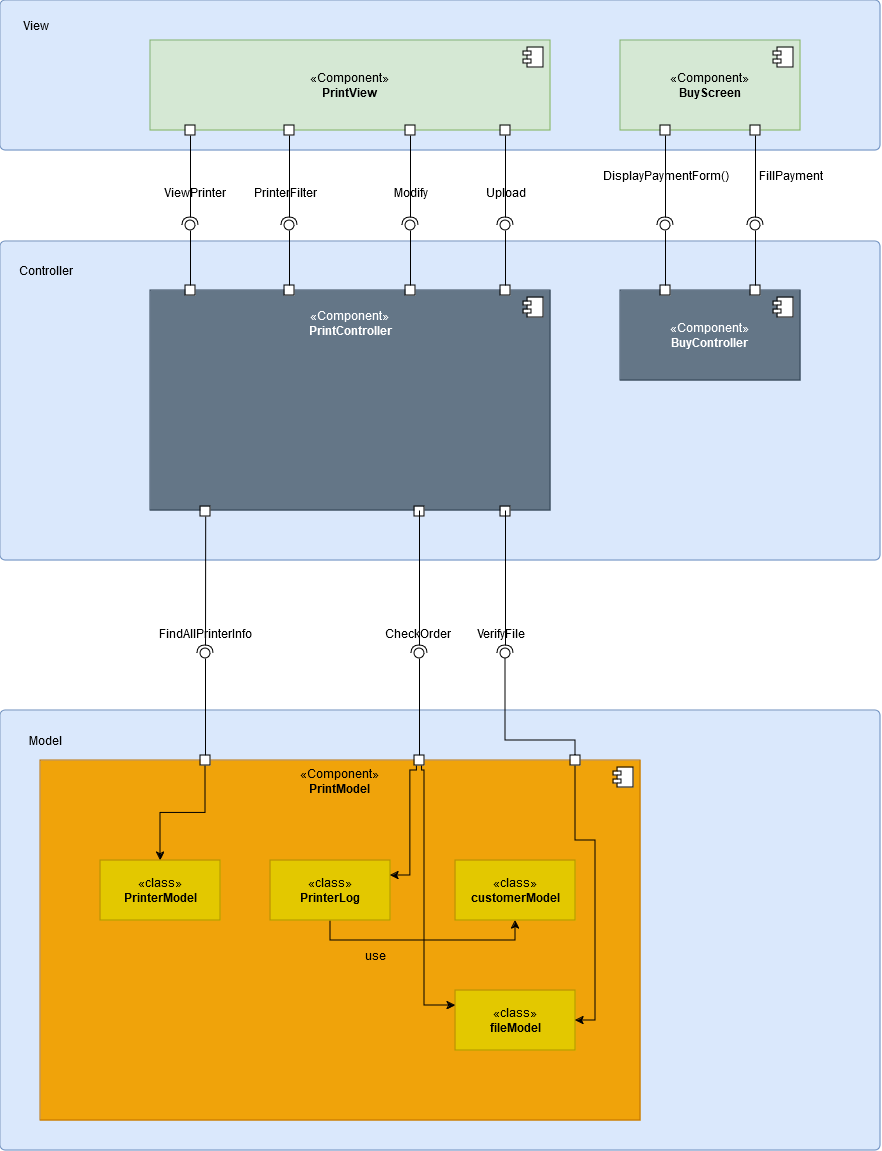 View
«Component»
PrintView
«Component»
BuyScreen
ViewPrinter
PrinterFilter
Modify
Upload
DisplayPaymentForm()
FillPayment
Controller
«Component»
PrintController
«Component»
BuyController
FindAllPrinterInfo
CheckOrder
VerifyFile
Model
«Component»
PrintModel
«class»
PrinterModel
«class»
PrinterLog
«class»
customerModel
use
«class»
fileModel